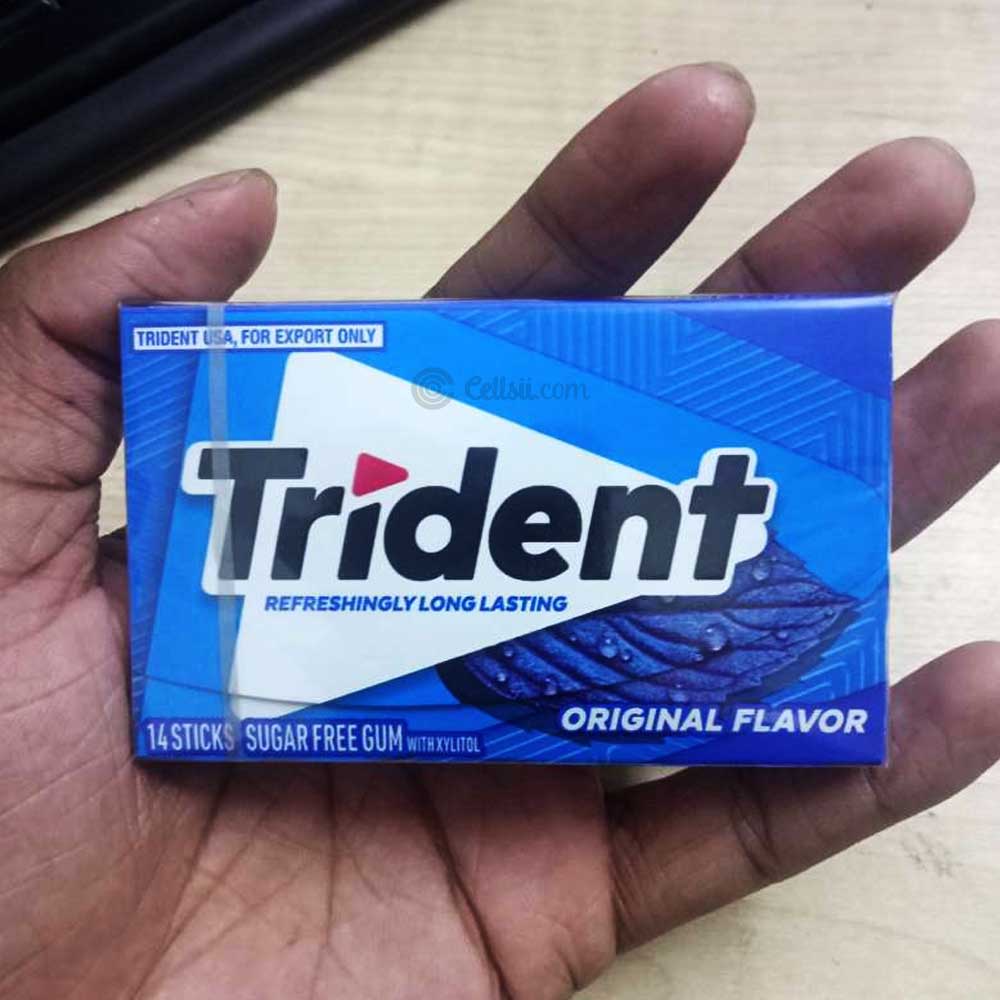 TRIDENT USA, FOR EXPORT ONLY
Cellsii.com
Trident
REFRESHINGLY LONG LASTING
ORIGINAL FLAVOR
14 STICKS SUGAR FREE GUM WITH XYLITOL